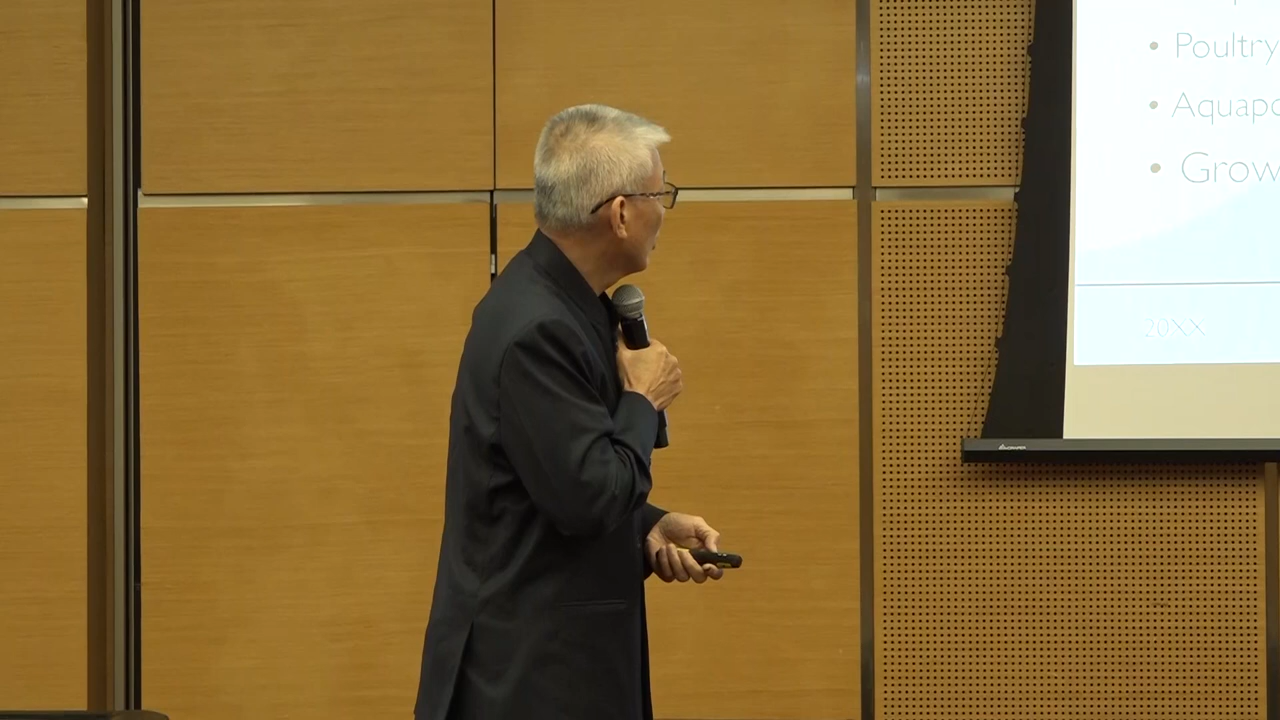 • Poultry
• Aquapo
• Grow
20XX